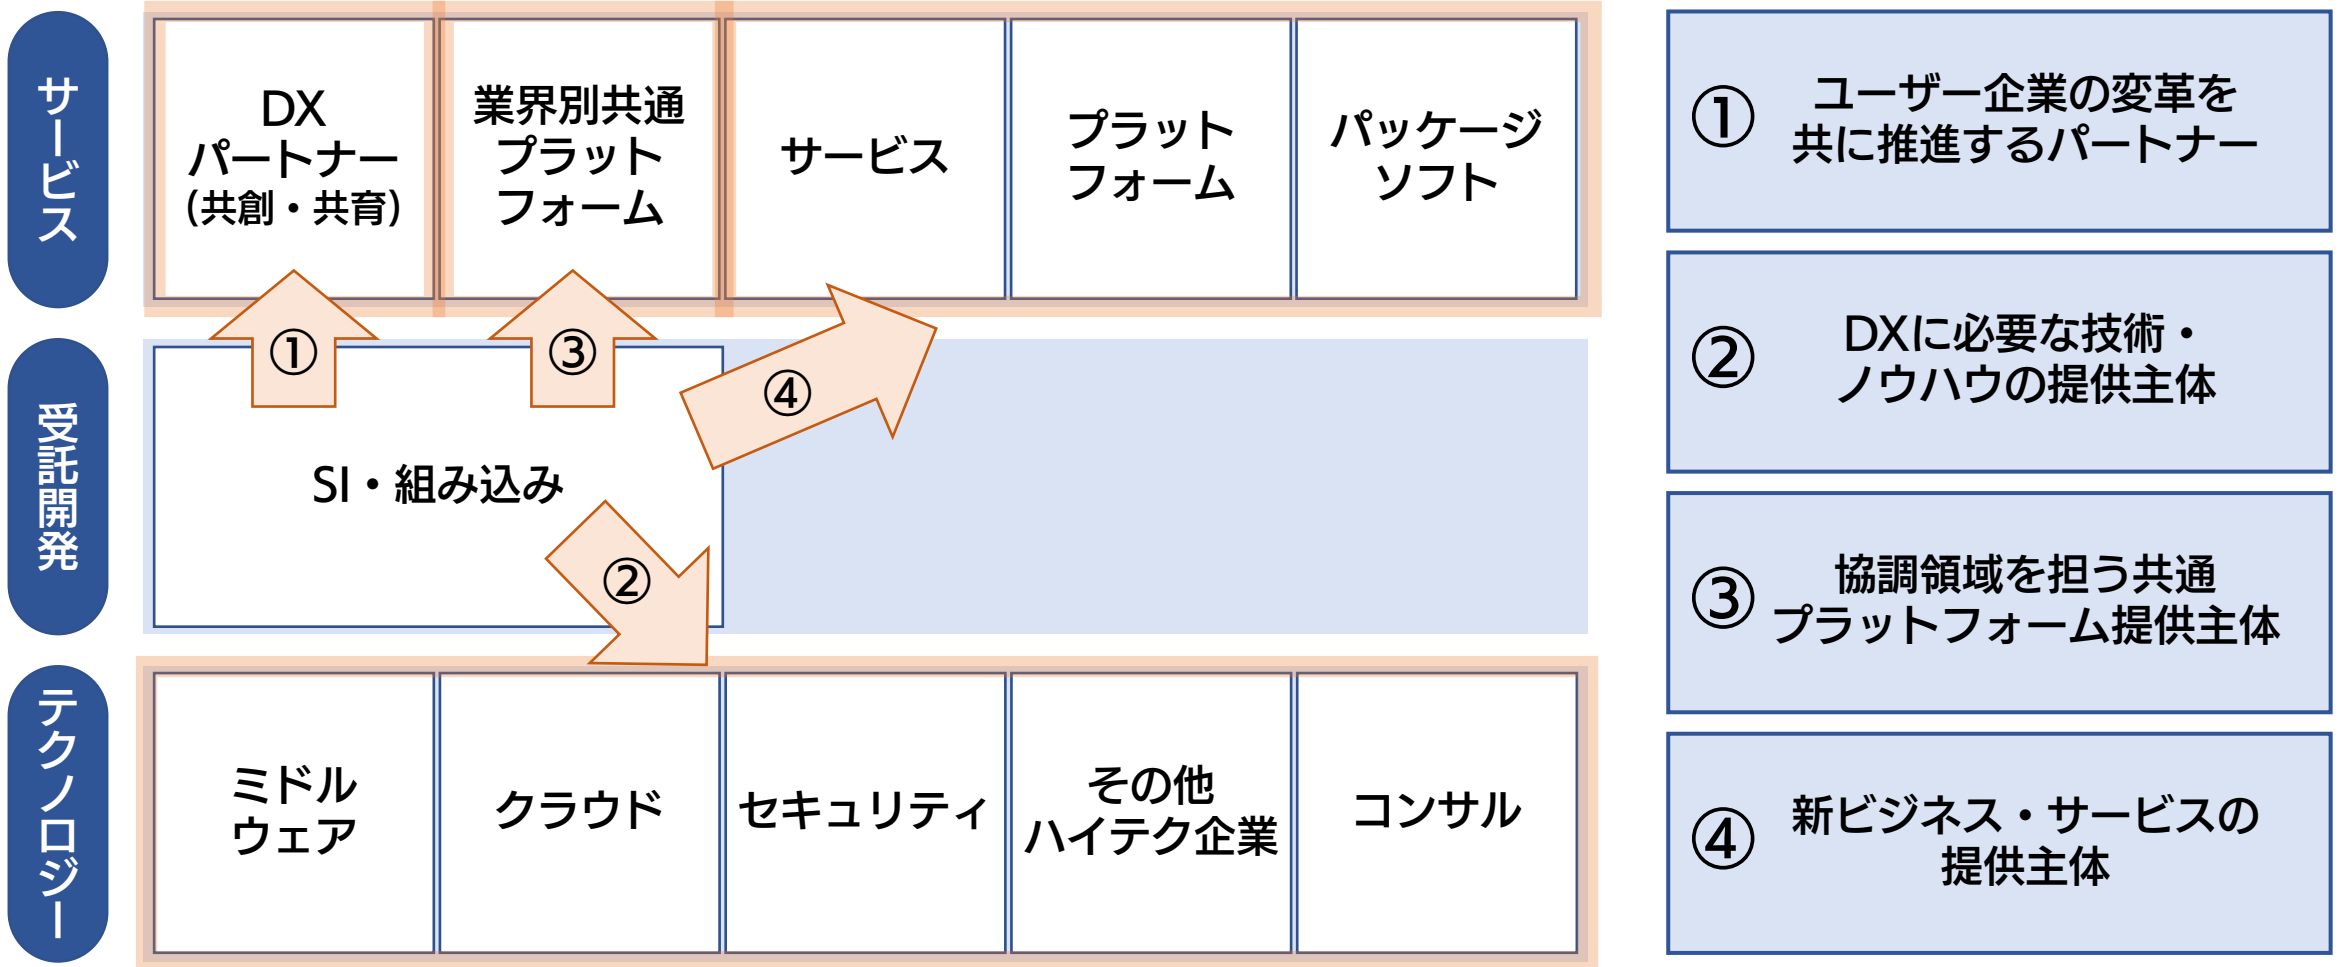 サービス
DX
パートナー
（共創・共育）
業界別共通
プラット
フォーム
サービス
プラット
フォーム
パッケージ
ソフト
①
③
④
受託開発
SI・組み込み
②
テクノロジー
ミドル
ウェア
クラウド
セキュリティ
その他
ハイテク企業
コンサル
①
ユーザー企業の変革を
共に推進するパートナー
②
DXに必要な技術・
ノウハウの提供主体
③
協調領域を担う共通
プラットフォーム提供主体
④
新ビジネス・サービスの
提供主体